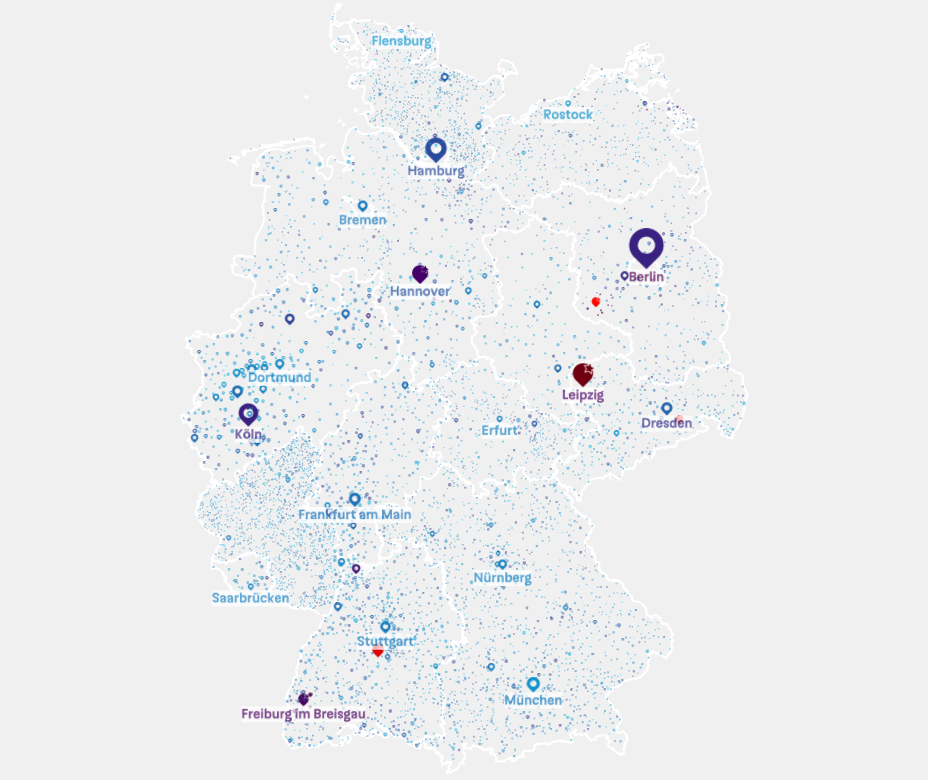 Flensburg
Rostock
Hamburg
Bremen
Berlin
Hannover
Dortmund
Leipzig
Dresden
Köln
Erfurt
Frankfurt am Main
Nürnberg
Saarbrücken
Stuttgart
München
Freiburg im Breisgau